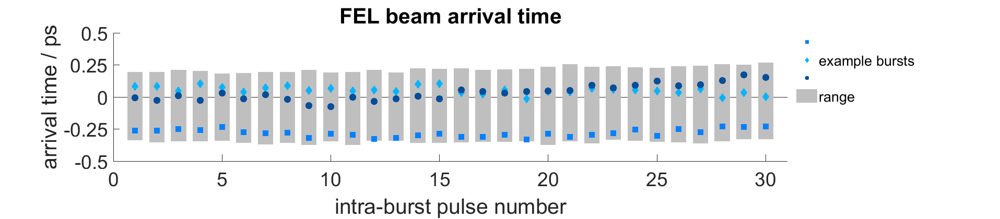 FEL beam arrival time
arrival time / ps
0.5
0.25
0
-0.25
-0.5
0
5
10
15
20
25
30
intra-burst pulse number
example bursts
range